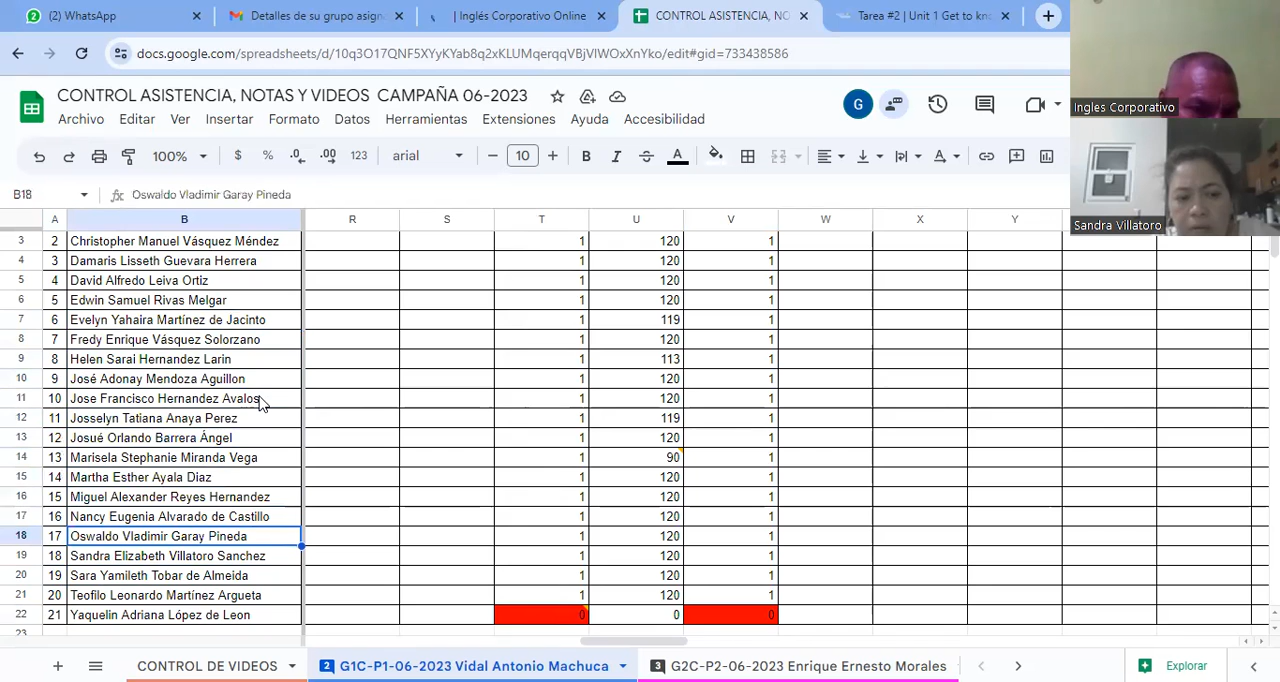 (2) WhatsApp
Detalles de su grupo asign
| Inglés Corporativo Online
CONTROL ASISTENCIA, NO
Tarea #2 | Unit 1 Get to kn
docs.google.com/spreadsheets/d/
/edit#gid=733438586
CONTROL ASISTENCIA, NOTAS Y VIDEOS - CAMPAÑA 06-2023
Archivo Editar Ver Insertar Formato Datos Extensiones Ayuda Accesibilidad
100% $ % .0 .00 123 arial 10 B I A
B18 fx Oswaldo Vladimir Garay Pineda
A B R S T U V W X Y
3 2 Christopher Manuel Vásquez Méndez 1 120 1
4 3 Damaris Lisseth Guevara Herrera 1 120 1
5 4 David Alfredo Leiva Ortiz 1 120 1
6 5 Edwin Samuel Rivas Melgar 1 120 1
7 6 Evelyn Yahaira Martínez de Jacinto 1 119 1
8 7 Fredy Enrique Vásquez Solorzano 1 120 1
9 8 Helen Sarai Hernandez Larin 1 113 1
10 9 José Adonay Mendoza Aguillon 1 120 1
11 10 Jose Francisco Hernandez Avalos 1 120 1
12 11 Josselyn Tatiana Anaya Perez 1 119 1
13 12 Josué Orlando Barrera Ángel 1 120 1
14 13 Marisela Stephanie Miranda Vega 1 90 1
15 14 Martha Esther Ayala Diaz 1 120 1
16 15 Miguel Alexander Reyes Hernandez 1 120 1
17 16 Nancy Eugenia Alvarado de Castillo 1 120 1
18 17 Oswaldo Vladimir Garay Pineda 1 120 1
19 18 Sandra Elizabeth Villatoro Sanchez 1 120 1
20 19 Sara Yamileth Tobar de Almeida 1 120 1
21 20 Teofilo Leonardo Martínez Argueta 1 120 1
22 21 Yaquelin Adriana López de Leon 0 0 0
23
CONTROL DE VIDEOS 2 G1C-P1-06-2023 Vidal Antonio Machuca 3 G2C-P2-06-2023 Enrique Ernesto Morales Explorar
G
Ingles Corporativo
Sandra Villatoro